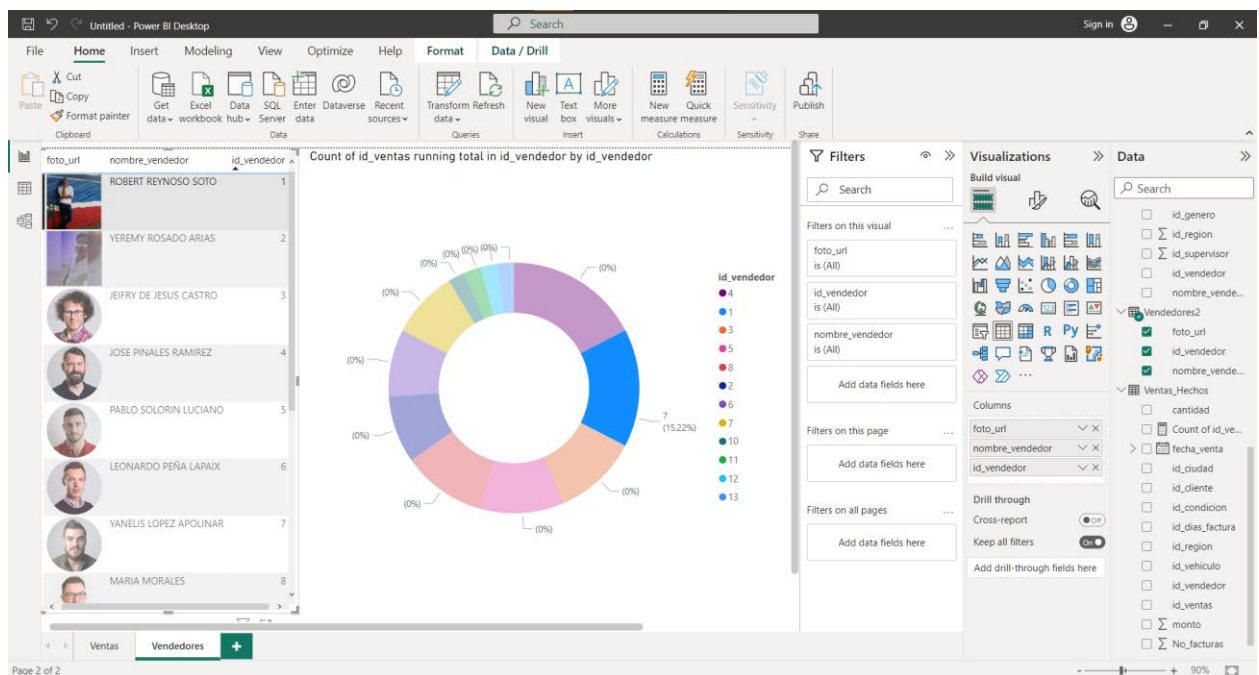 Untitled - Power BI Desktop
Search
Sign in
File Home Insert Modeling View Optimize Help Format Data / Drill
Paste
Cut
Copy
Format painter
Get data
Excel workbook
Data hub
SQL Server
Enter data
Dataverse
Recent sources
Transform data
Refresh
New visual
Text box
More visuals
New measure
Quick measure
Sensitivity
Publish
Clipboard Data Queries Insert Calculations Sensitivity Share
foto_url nombre_vendedor id_vendedor
ROBERT REYNOSO SOTO 1
YEREMY ROSADO ARIAS 2
JEIFRY DE JESUS CASTRO 3
JOSE PINALES RAMIREZ 4
PABLO SOLORIN LUCIANO 5
LEONARDO PEÑA LAPAIX 6
YANELIS LOPEZ APOLINAR 7
MARIA MORALES 8
Count of id_ventas running total in id_vendedor by id_vendedor
(0%)
7
(15.22%)
(0%)
(0%)
(0%)
(0%)
(0%)
(0%)
(0%)
(0%)
(0%)
(0%)
id_vendedor
4
1
3
5
8
2
6
7
10
11
12
13
Filters
Search
Filters on this visual ...
foto_url
is (All)
id_vendedor
is (All)
nombre_vendedor
is (All)
Add data fields here
Filters on this page ...
Add data fields here
Filters on all pages ...
Add data fields here
Visualizations
Build visual
R Py
123
...
Columns
foto_url
nombre_vendedor
id_vendedor
Drill through
Cross-report Off
Keep all filters On
Add drill-through fields here
Data
Search
id_genero
∑ id_region
∑ id_supervisor
id_vendedor
nombre_vende...
Vendedores2
foto_url
id_vendedor
nombre_vende...
Ventas_Hechos
cantidad
Count of id_ve...
fecha_venta
id_ciudad
id_cliente
id_condicion
id_dias_factura
id_region
id_vehiculo
id_vendedor
id_ventas
∑ monto
∑ No_facturas
Ventas Vendedores +
Page 2 of 2
- + 90%